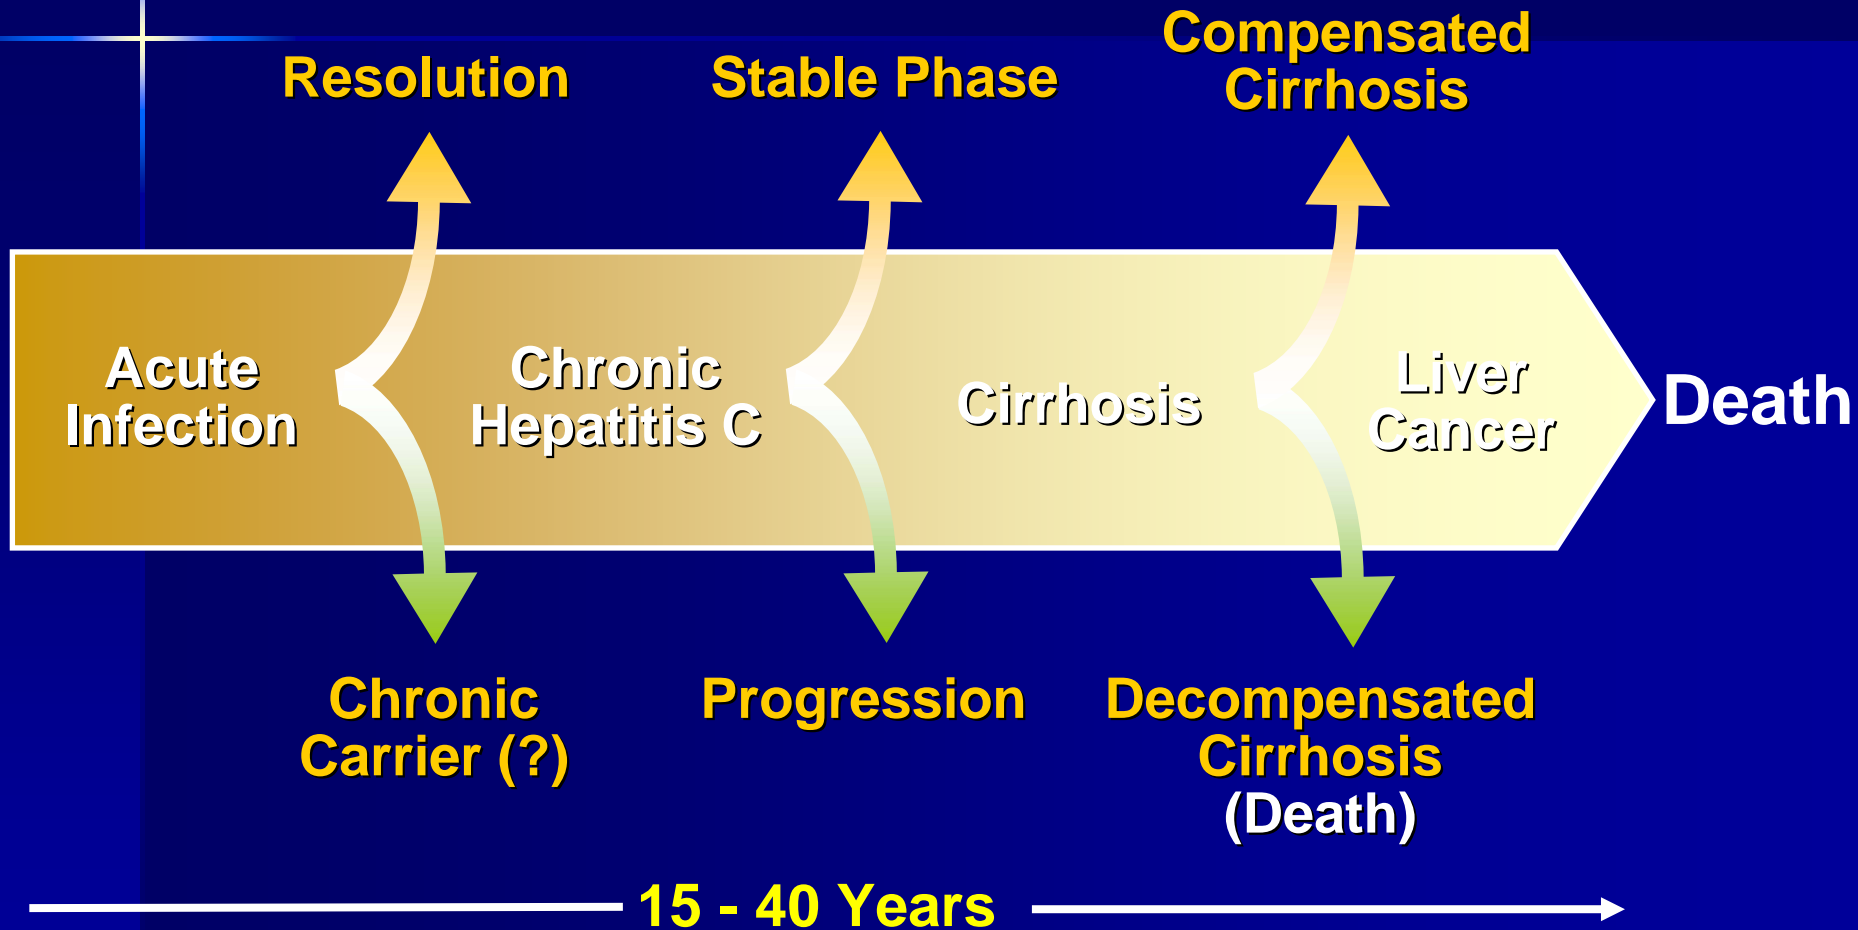 Resolution
Stable Phase
Compensated
Cirrhosis
Acute
Infection
Chronic
Hepatitis C
Cirrhosis
Liver
Cancer
Death
Chronic
Carrier (?)
Progression
Decompensated
Cirrhosis
(Death)
15 - 40 Years